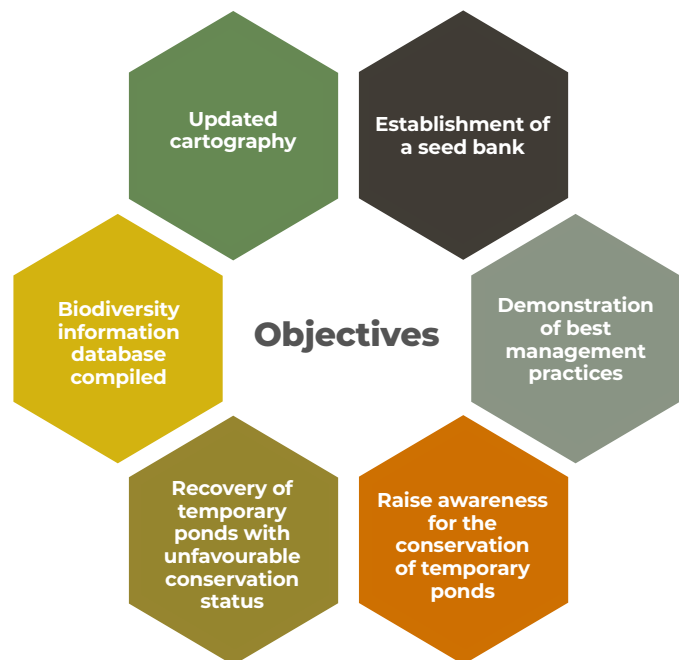 Updated
cartography
Establishment of
a seed bank
Biodiversity
information
database
compiled
Objectives
Demonstration
of best
management
practices
Recovery of
temporary
ponds with
unfavourable
conservation
status
Raise awareness
for the
conservation
of temporary
ponds